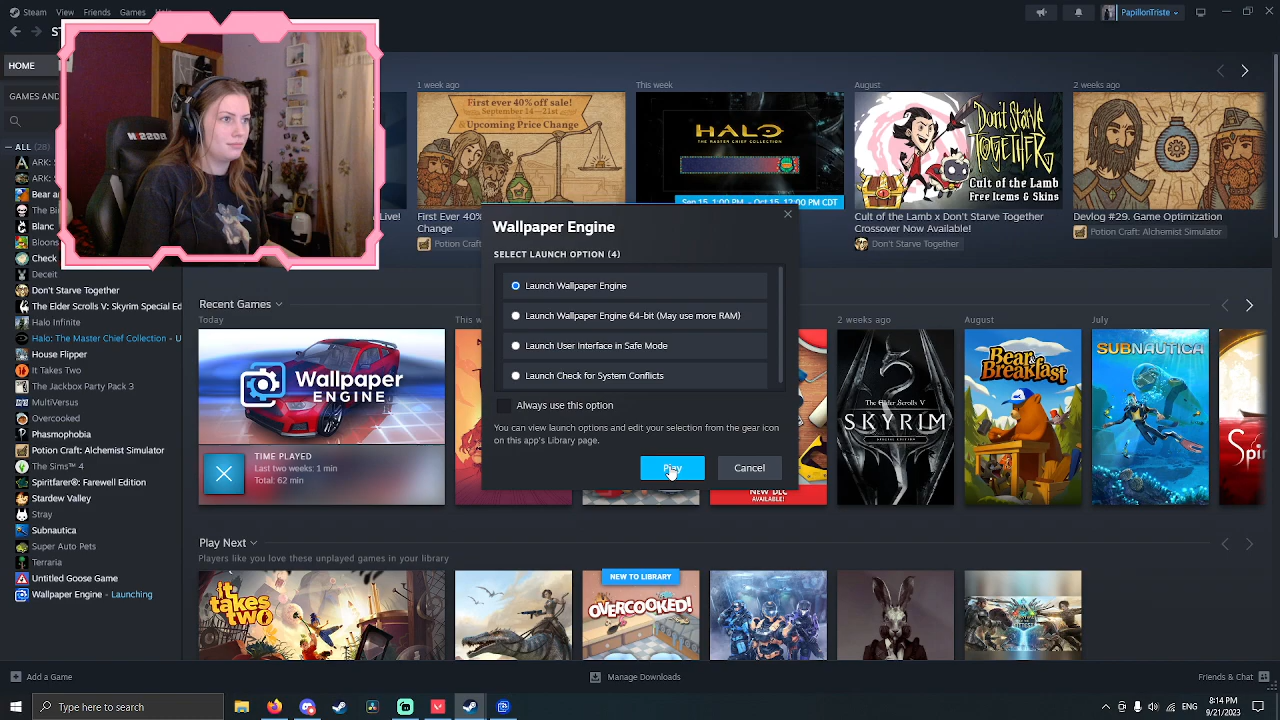 Steam View Friends Games Help
PapillonTriste
HOME
GAMES AND
ALL (28)
ARK:
Bear a
The Bi
Blanc
Bloons
Check
Deceit
Don't Starve Together
The Elder Scrolls V: Skyrim Special Ed
Halo Infinite
Halo: The Master Chief Collection - U
House Flipper
It Takes Two
The Jackbox Party Pack 3
MultiVersus
Overcooked
Phasmophobia
Potion Craft: Alchemist Simulator
The Sims™ 4
Spiritfarer®: Farewell Edition
Stardew Valley
Stray
Subnautica
Super Auto Pets
Terraria
Untitled Goose Game
Wallpaper Engine - Launching
1 week ago
This week
August
2 weeks ago
First ever 40% off sale!
September 14—21st
Upcoming Price Change
HALO
THE MASTER CHIEF COLLECTION
Don't Starve
TOGETHER
Cult of the Lamb
Free Items & Skins
Live!
Sep 15, 1:00 PM - Oct 15, 12:00 PM CDT
First Ever 40%
Change
Potion Craft
Cult of the Lamb x Don't Starve Together
Crossover Now Available!
Don't Starve Together
Devlog #29. Game Optimization
Potion Craft: Alchemist Simulator
Wallpaper Engine
SELECT LAUNCH OPTION (4)
Launch Wallpaper Engine
Launch Wallpaper Engine 64-bit (May use more RAM)
Launch Launch in Safe Mode
Launch Check for System Conflicts
Always use this option
You can view launch options and edit your selection from the gear icon
on this app's Library page.
Play
Cancel
Recent Games
Today
This w
2 weeks ago
August
July
Wallpaper
ENGINE
TIME PLAYED
Last two weeks: 1 min
Total: 62 min
NEW DLC
AVAILABLE!
The Elder Scrolls V
SKYRIM
SPECIAL EDITION
Bear &
Breakfast
SUBNAUTICA
Spir
Play Next
Players like you love these unplayed games in your library
it takes two
NEW TO LIBRARY
OVERCOOKED!
Add a Game
Manage Downloads
Friends & Chat
Type here to search
8:14 PM
9/21/2023